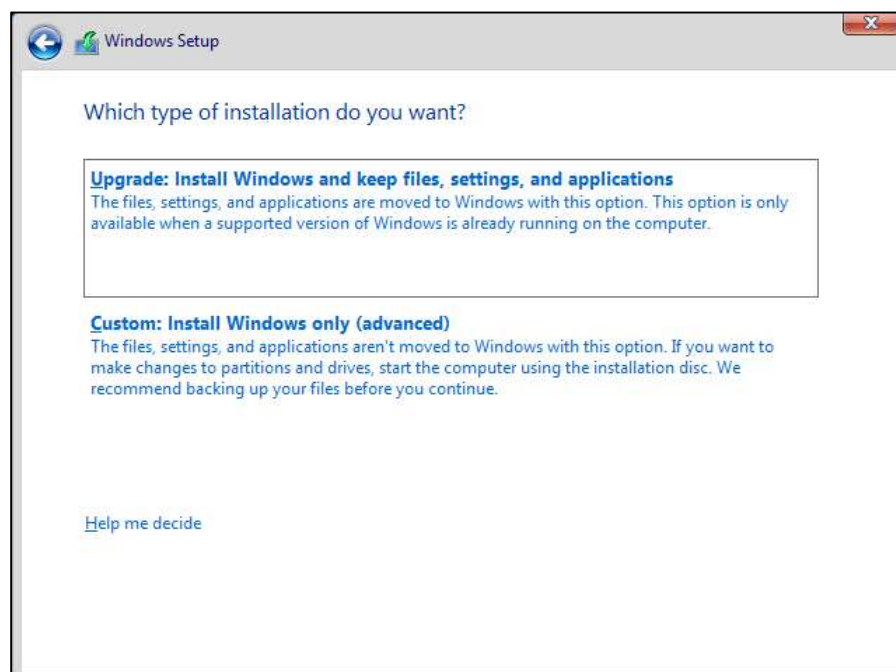 Windows Setup
Which type of installation do you want?
Upgrade: Install Windows and keep files, settings, and applications
The files, settings, and applications are moved to Windows with this option. This option is only
available when a supported version of Windows is already running on the computer.
Custom: Install Windows only (advanced)
The files, settings, and applications aren't moved to Windows with this option. If you want to
make changes to partitions and drives, start the computer using the installation disc. We
recommend backing up your files before you continue.
Help me decide